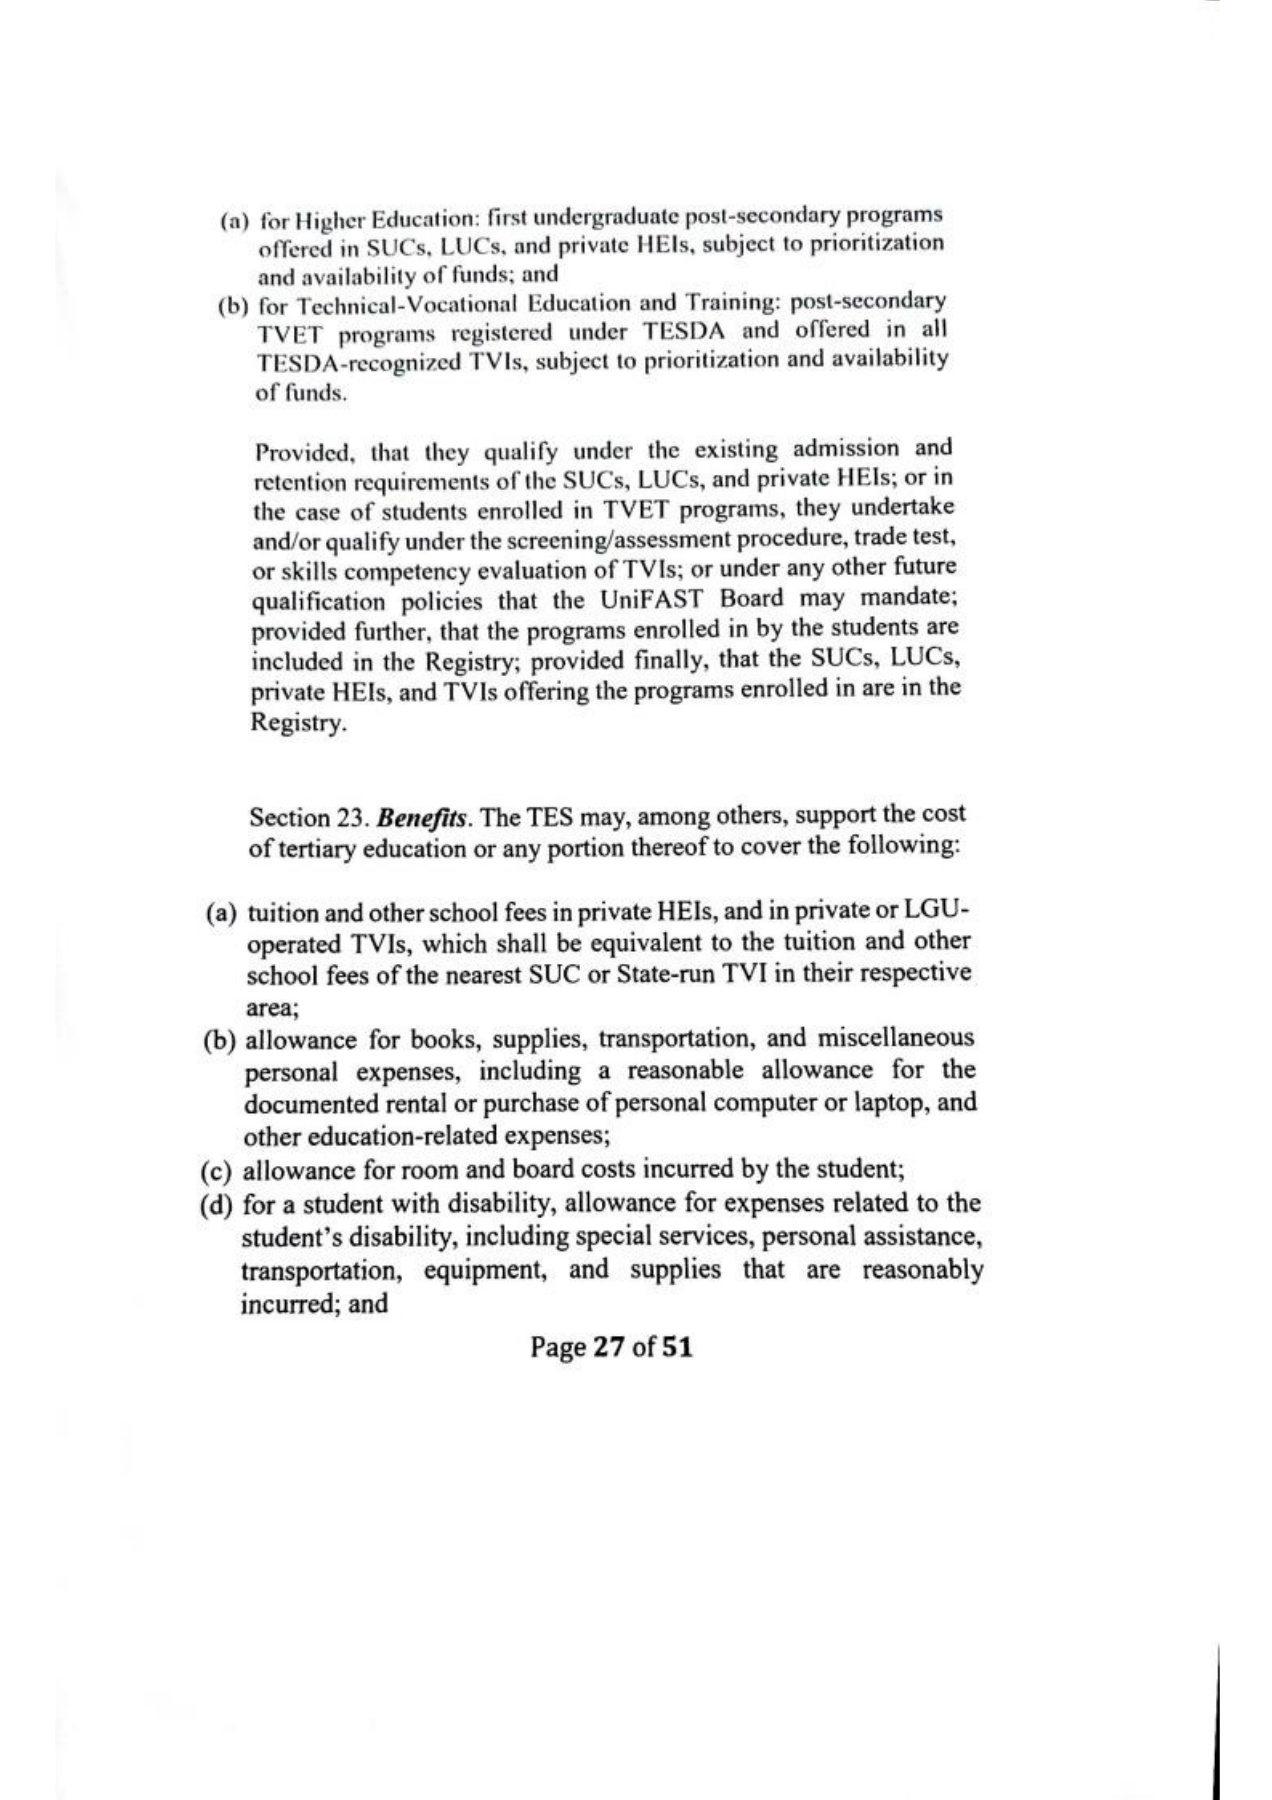 (a) for Higher Education: first undergraduate post-secondary programs
offered in SUCs, LUCs, and private HEIs, subject to prioritization
and availability of funds; and
(b) for Technical-Vocational Education and Training: post-secondary
TVET programs registered under TESDA and offered in all
TESDA-recognized TVIs, subject to prioritization and availability
of funds.
Provided, that they qualify under the existing admission and
retention requirements of the SUCs, LUCs, and private HEIs; or in
the case of students enrolled in TVET programs, they undertake
and/or qualify under the screening/assessment procedure, trade test,
or skills competency evaluation of TVIs; or under any other future
qualification policies that the UniFAST Board may mandate;
provided further, that the programs enrolled in by the students are
included in the Registry; provided finally, that the SUCs, LUCs,
private HEIs, and TVIs offering the programs enrolled in are in the
Registry.
Section 23. Benefits. The TES may, among others, support the cost
of tertiary education or any portion thereof to cover the following:
(a) tuition and other school fees in private HEIs, and in private or LGU-
operated TVIs, which shall be equivalent to the tuition and other
school fees of the nearest SUC or State-run TVI in their respective
area;
(b) allowance for books, supplies, transportation, and miscellaneous
personal expenses, including a reasonable allowance for the
documented rental or purchase of personal computer or laptop, and
other education-related expenses;
(c) allowance for room and board costs incurred by the student;
(d) for a student with disability, allowance for expenses related to the
student's disability, including special services, personal assistance,
transportation, equipment, and supplies that are reasonably
incurred; and
Page 27 of 51